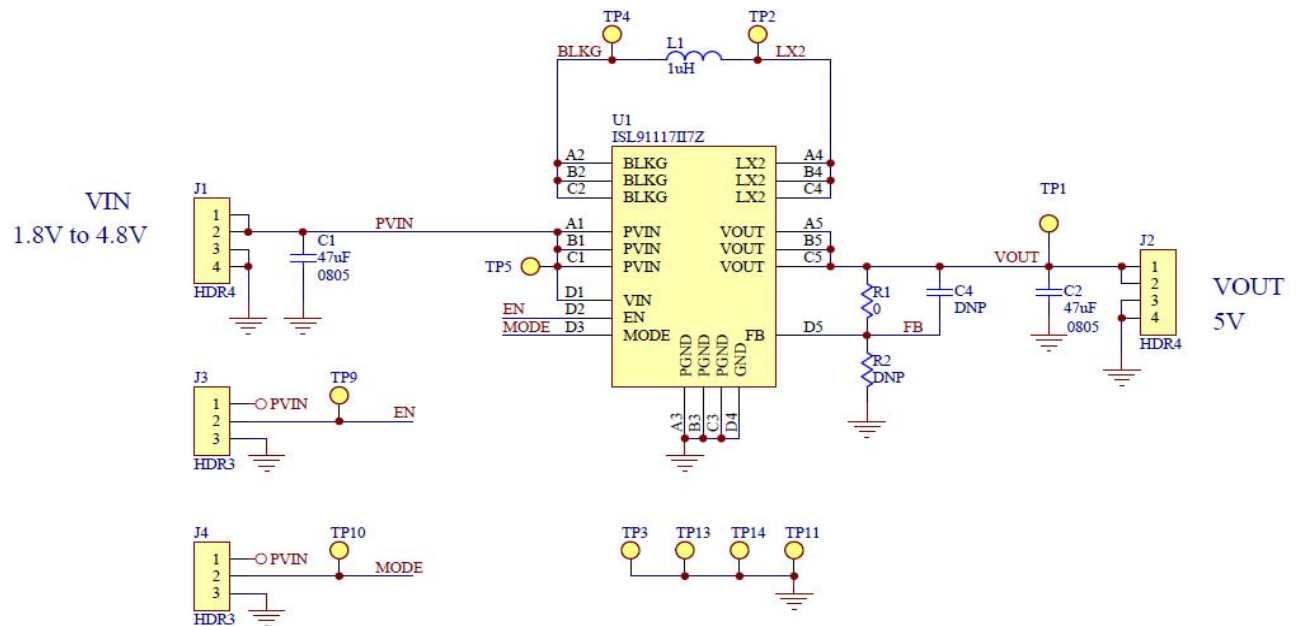 TP4
TP2
BLKG
L1
LX2
1uH
U1
ISL91117II7Z
A2 BLKG LX2 A4
B2 BLKG LX2 B4
C2 BLKG LX2 C4
VIN
1.8V to 4.8V
J1
1
2
3
4
HDR4
PVIN
C1
47uF
0805
TP5
A1 PVIN VOUT A5
B1 PVIN VOUT B5
C1 PVIN VOUT C5
D1 VIN
EN D2 EN
MODE D3 MODE FB D5 FB
PGND
PGND
PGND
GND
A3
B3
C3
D4
R1
0
C4
DNP
R2
DNP
VOUT
TP1
C2
47uF
0805
J2
1
2
3
4
HDR4
VOUT
5V
J3
TP9
1 PVIN
2 EN
3
HDR3
J4
TP10
1 PVIN
2 MODE
3
HDR3
TP3 TP13 TP14 TP11